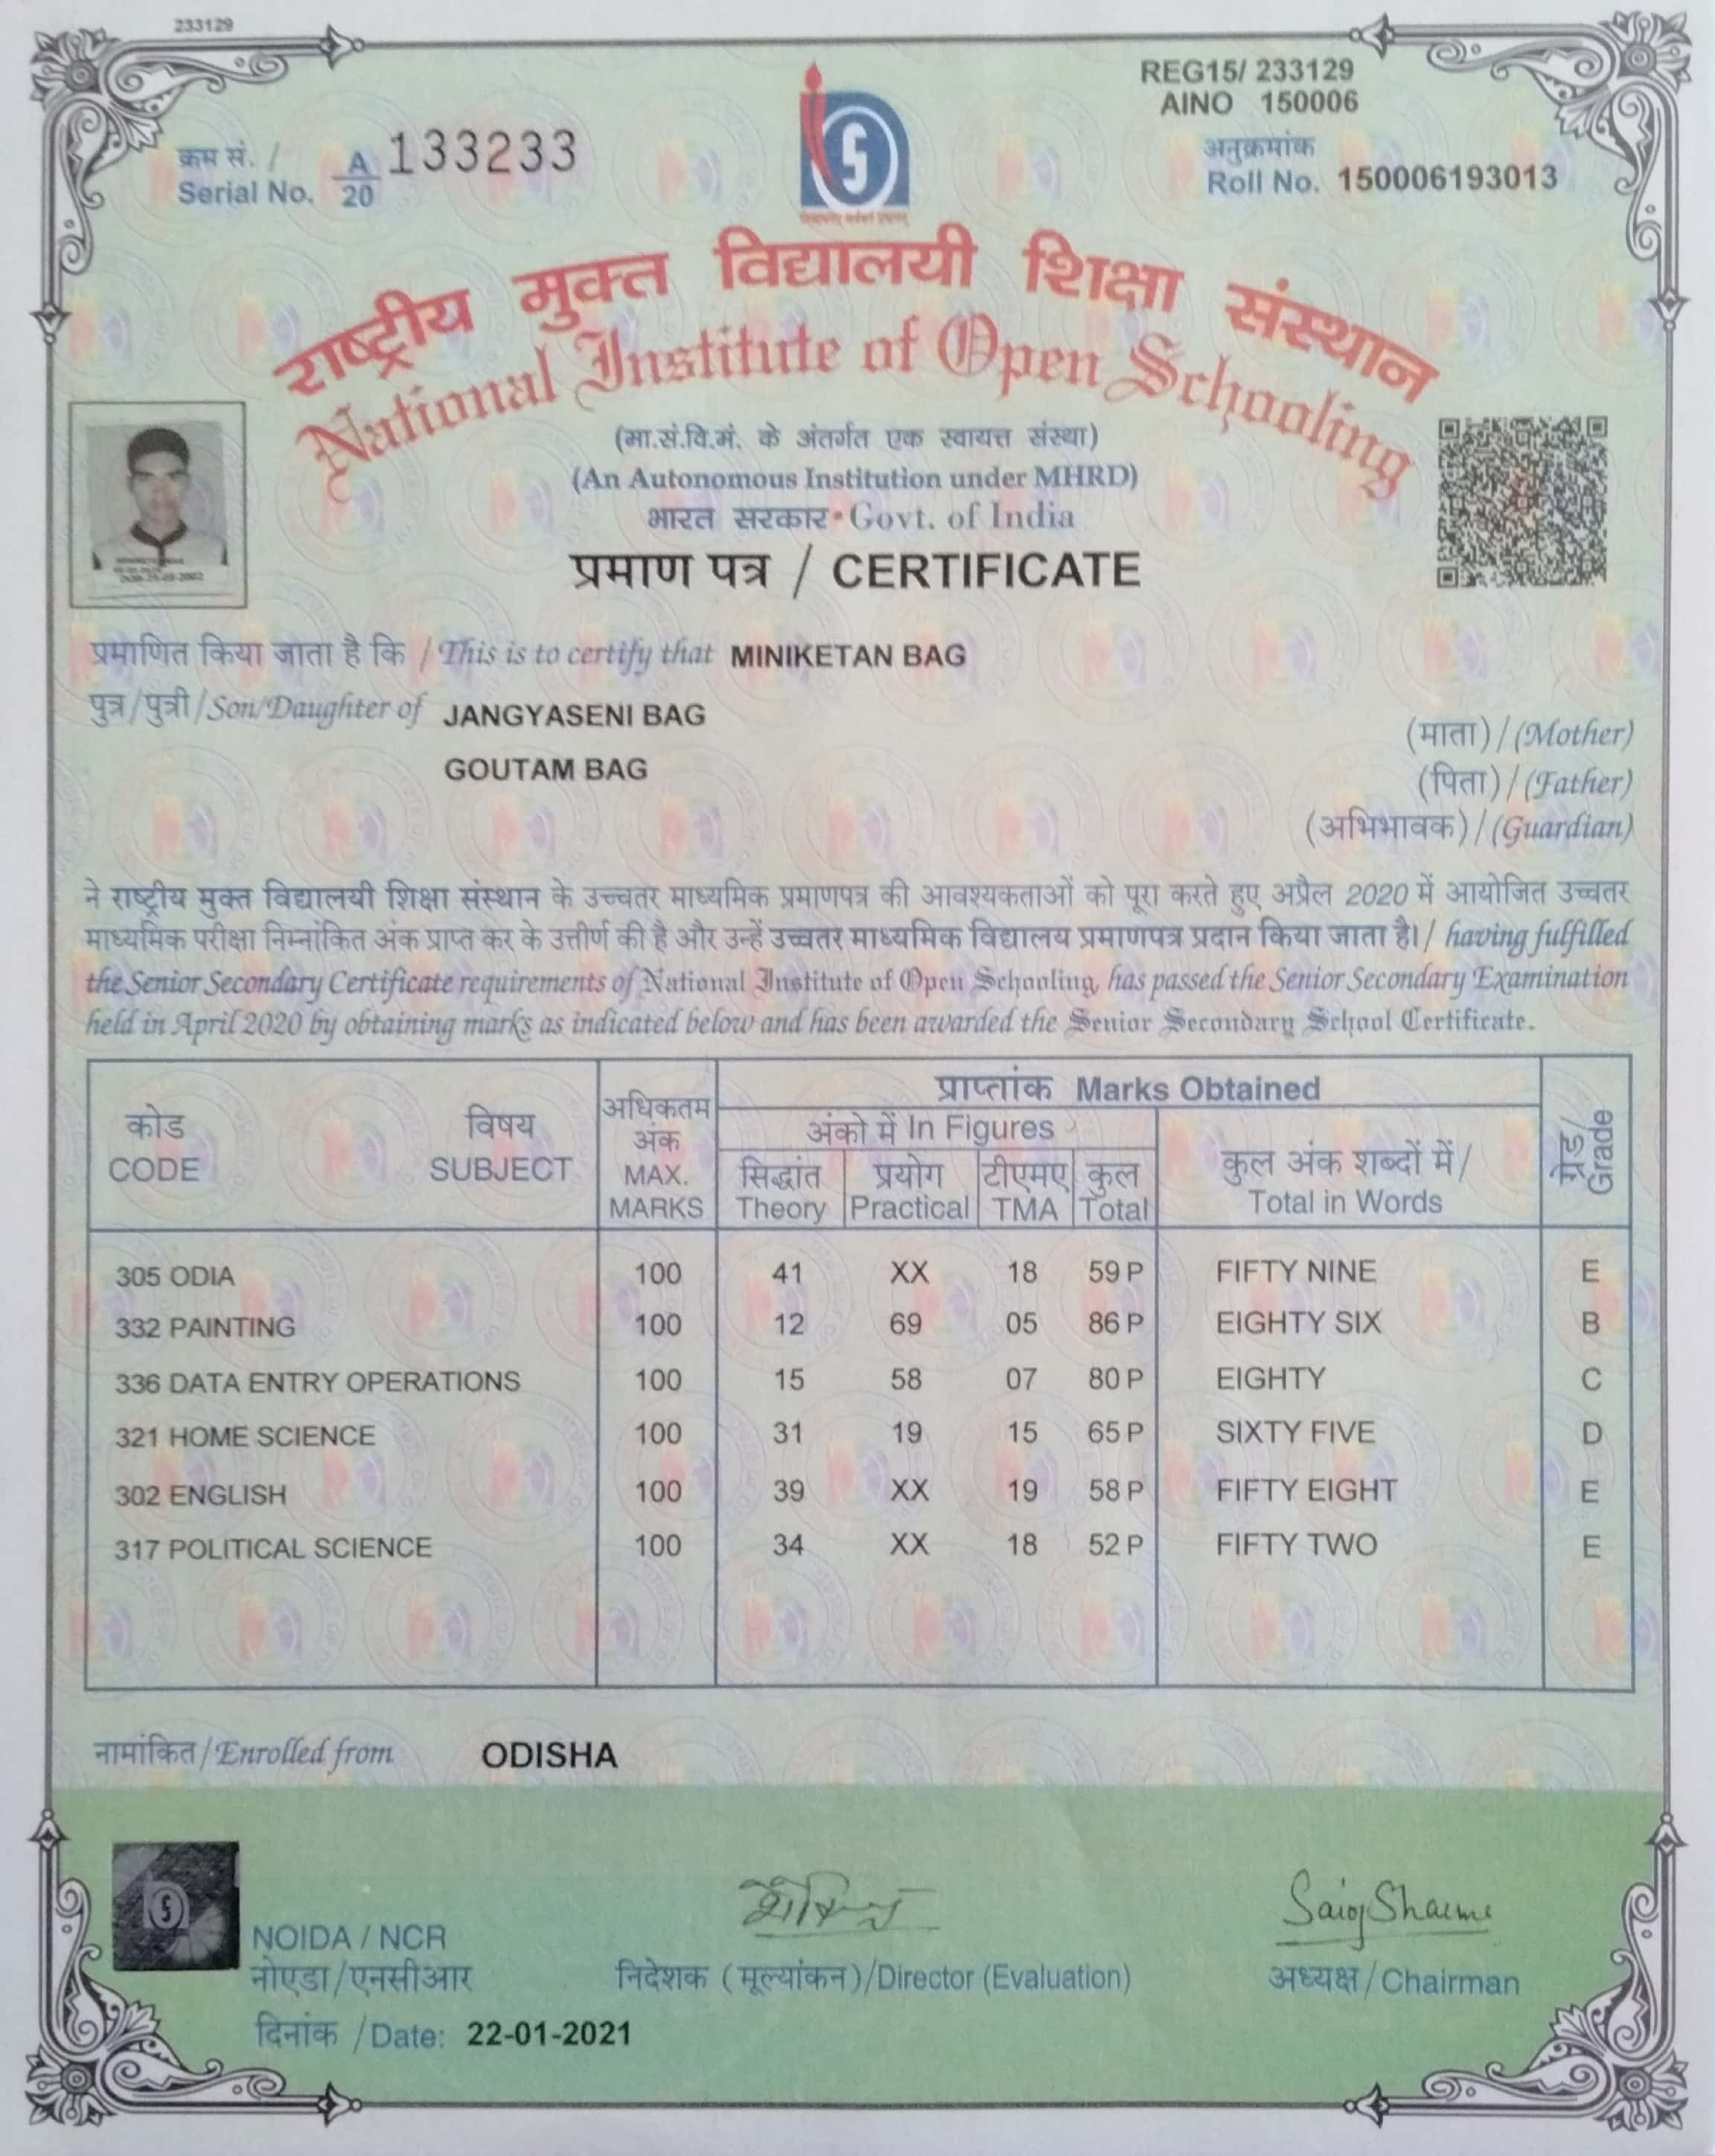 233129
REG15/ 233129
AINO 150006
क्रम सं. /
Serial No. A/20 133233
अनुक्रमांक
Roll No. 150006193013
राष्ट्रीय मुक्त विद्यालयी शिक्षा संस्थान
National Institute of Open Schooling
(मा.सं.वि.मं. के अंतर्गत एक स्वायत्त संस्था)
(An Autonomous Institution under MHRD)
भारत सरकार • Govt. of India
प्रमाण पत्र / CERTIFICATE
प्रमाणित किया जाता है कि / This is to certify that MINIKETAN BAG
पुत्र/पुत्री/Son/Daughter of JANGYASENI BAG
(माता)/(Mother)
GOUTAM BAG
(पिता)/(Father)
(अभिभावक)/(Guardian)
ने राष्ट्रीय मुक्त विद्यालयी शिक्षा संस्थान के उच्चतर माध्यमिक प्रमाणपत्र की आवश्यकताओं को पूरा करते हुए अप्रैल 2020 में आयोजित उच्चतर
माध्यमिक परीक्षा निम्नांकित अंक प्राप्त कर के उत्तीर्ण की है और उन्हें उच्चतर माध्यमिक विद्यालय प्रमाणपत्र प्रदान किया जाता है।/ having fulfilled
the Senior Secondary Certificate requirements of National Institute of Open Schooling, has passed the Senior Secondary Examination
held in April 2020 by obtaining marks as indicated below and has been awarded the Senior Secondary School Certificate.
कोड CODE विषय SUBJECT अधिकतम अंक MAX. MARKS प्राप्तांक Marks Obtained ग्रेड/ Grade
अंको में In Figures कुल अंक शब्दों में/ Total in Words
सिद्धांत Theory प्रयोग Practical टीएमए TMA कुल Total
305 ODIA 100 41 XX 18 59 P FIFTY NINE E
332 PAINTING 100 12 69 05 86 P EIGHTY SIX B
336 DATA ENTRY OPERATIONS 100 15 58 07 80 P EIGHTY C
321 HOME SCIENCE 100 31 19 15 65 P SIXTY FIVE D
302 ENGLISH 100 39 XX 19 58 P FIFTY EIGHT E
317 POLITICAL SCIENCE 100 34 XX 18 52 P FIFTY TWO E
नामांकित/Enrolled from ODISHA
NOIDA / NCR
नोएडा/एनसीआर
निदेशक (मूल्यांकन)/Director (Evaluation)
अध्यक्ष/Chairman
दिनांक /Date: 22-01-2021